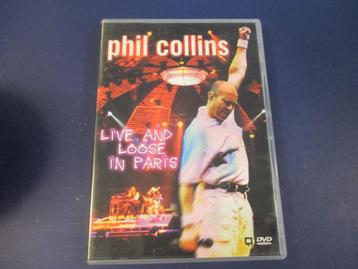 phil collins
LIVE AND
LOOSE
IN PARIS
DVD